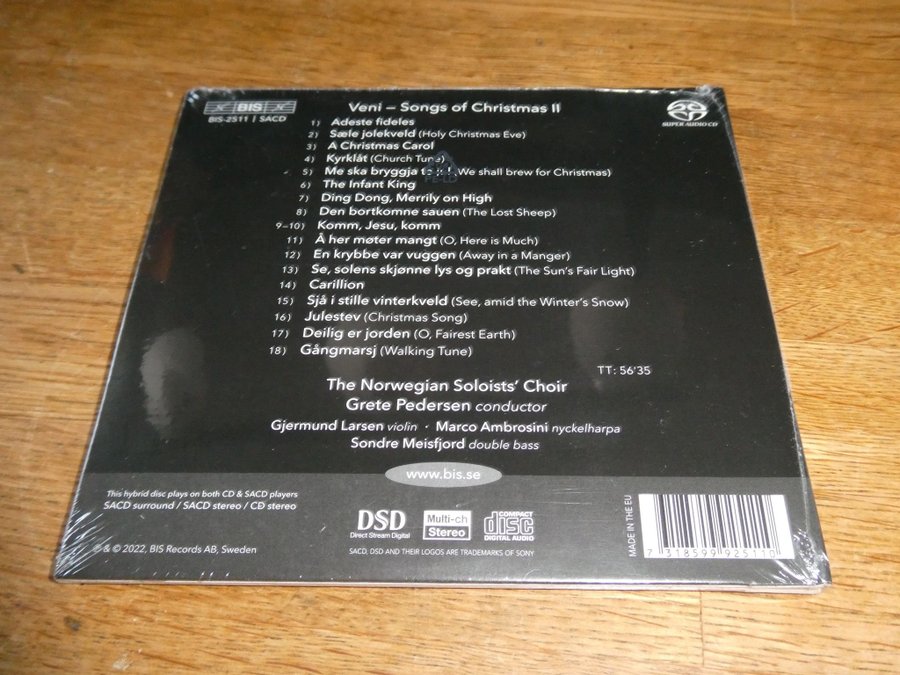 BIS
BIS-2511 | SACD
Veni – Songs of Christmas II
SUPER AUDIO CD
1) Adeste fideles
2) Sæle jolekveld (Holy Christmas Eve)
3) A Christmas Carol
4) Kyrklåt (Church Tune)
5) Me ska bryggja We shall brew for Christmas)
6) The Infant King
7) Ding Dong, Merrily on High
8) Den bortkomne sauen (The Lost Sheep)
9–10) Komm, Jesu, komm
11) Å her møter mangt (O, Here is Much)
12) En krybbe var vuggen (Away in a Manger)
13) Se, solens skjønne lys og prakt (The Sun's Fair Light)
14) Carillion
15) Sjå i stille vinterkveld (See, amid the Winter's Snow)
16) Julestev (Christmas Song)
17) Deilig er jorden (O, Fairest Earth)
18) Gångmarsj (Walking Tune)
TT: 56'35
The Norwegian Soloists' Choir
Grete Pedersen conductor
Gjermund Larsen violin · Marco Ambrosini nyckelharpa
Sondre Meisfjord double bass
www.bis.se
This hybrid disc plays on both CD & SACD players
SACD surround / SACD stereo / CD stereo
℗ & © 2022, BIS Records AB, Sweden
DSD
Direct Stream Digital
Multi-ch
Stereo
COMPACT
disc
DIGITAL AUDIO
SACD, DSD AND THEIR LOGOS ARE TRADEMARKS OF SONY
MADE IN THE EU
7 318599 925110